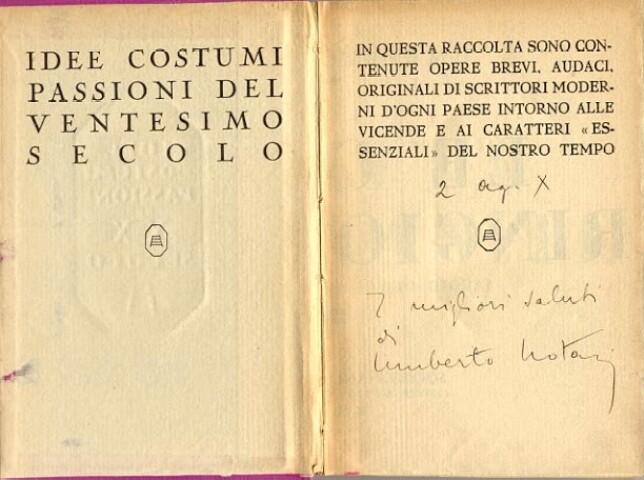 IDEE COSTUMI
PASSIONI DEL
VENTESIMO
SECOLO
IN QUESTA RACCOLTA SONO CON-
TENUTE OPERE BREVI, AUDACI,
ORIGINALI DI SCRITTORI MODER-
NI D'OGNI PAESE INTORNO ALLE
VICENDE E AI CARATTERI «ES-
SENZIALI» DEL NOSTRO TEMPO
2 ag. X
I migliori saluti
di
Umberto Notari